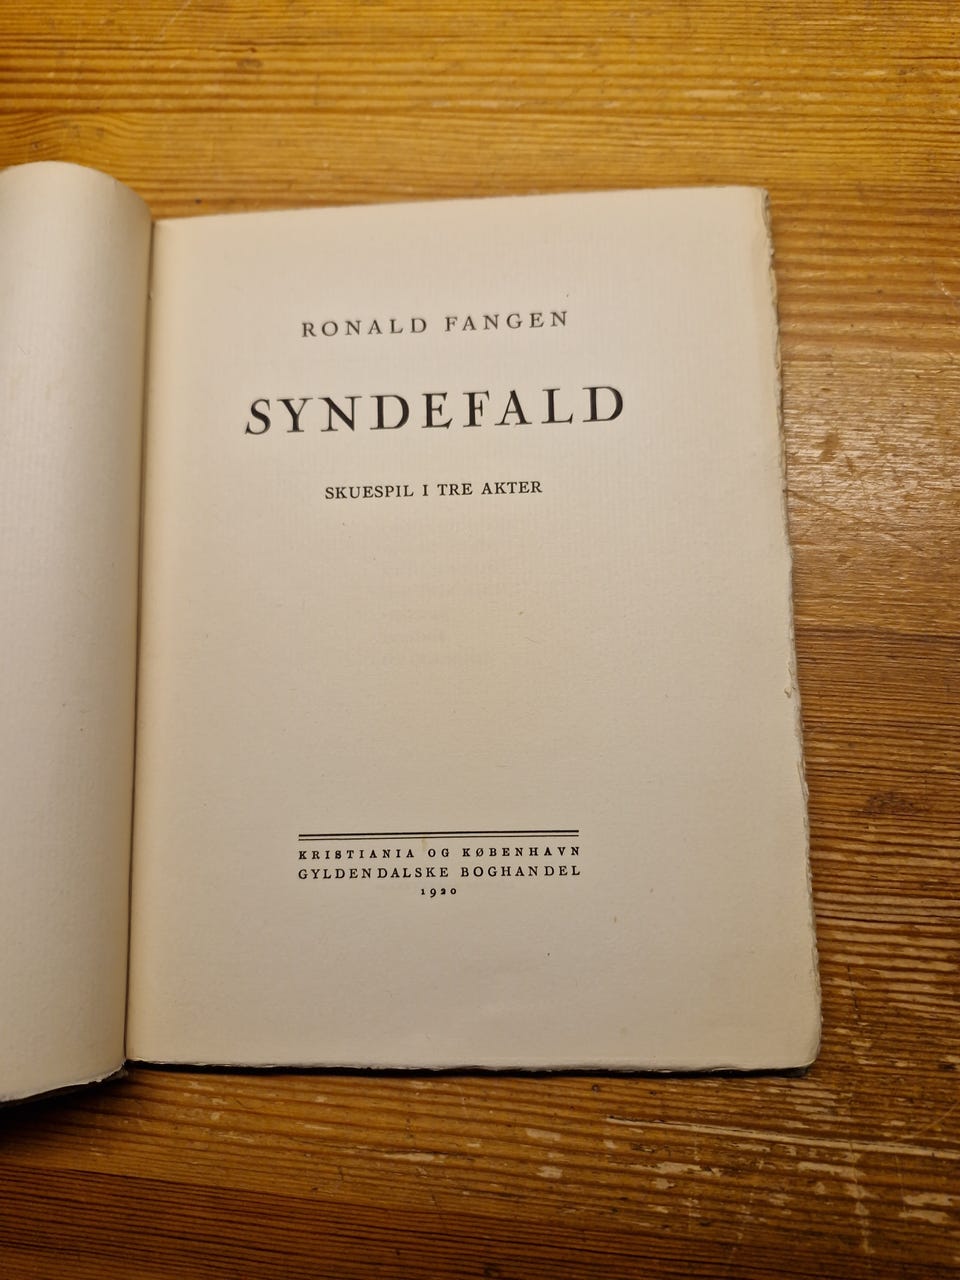 RONALD FANGEN
SYNDEFALD
SKUESPIL I TRE AKTER
KRISTIANIA OG KØBENHAVN
GYLDENDALSKE BOGHANDEL
1920